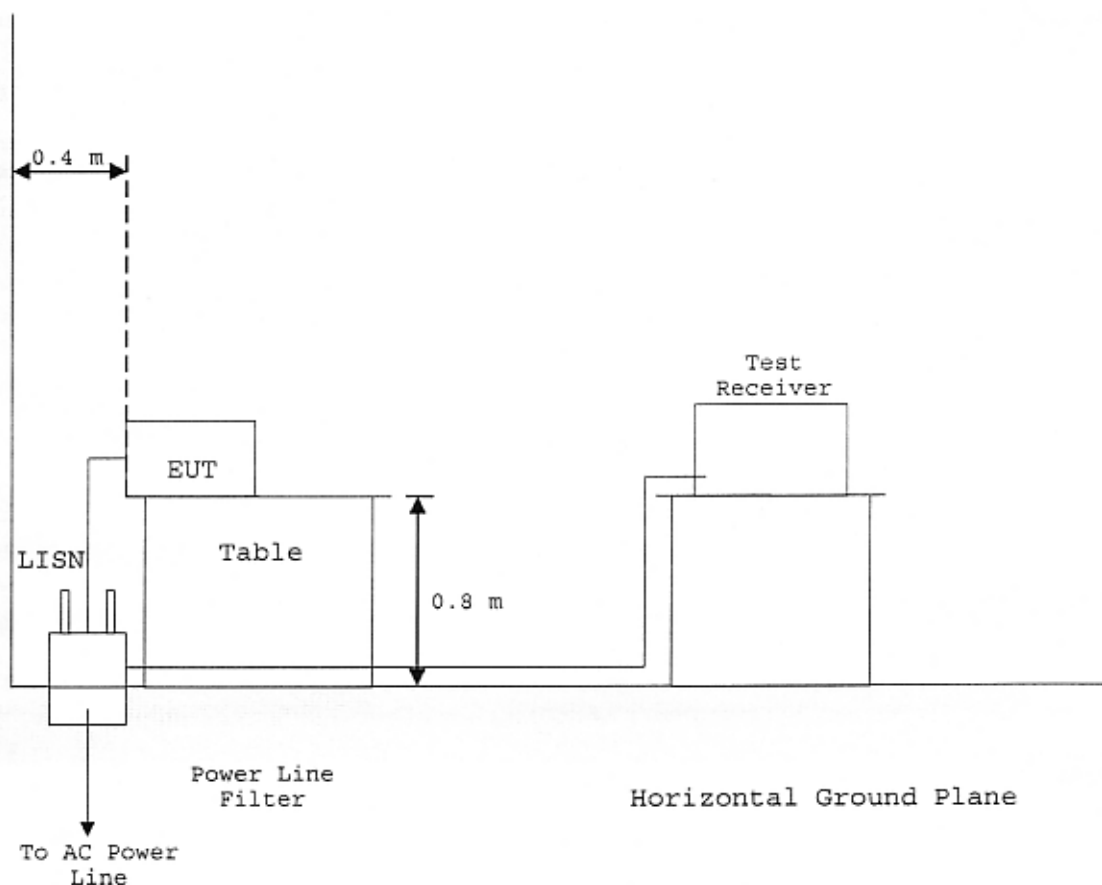 0.4 m
Test
Receiver
EUT
LISN
Table
0.8 m
Power Line
Filter
Horizontal Ground Plane
To AC Power
Line